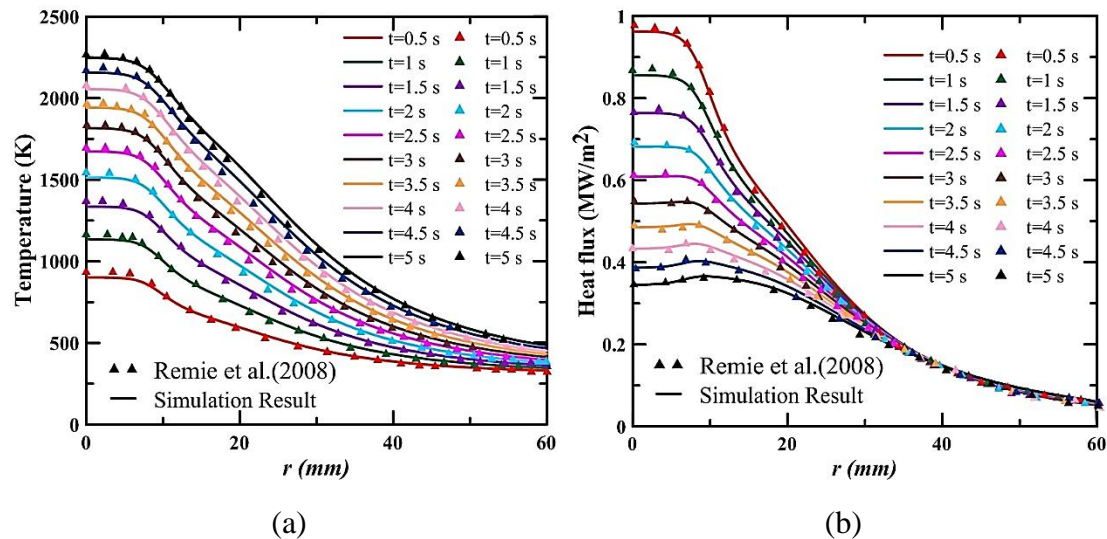 2500
2000
1500
1000
500
0
Temperature (K)
t=0.5 s t=0.5 s
t=1 s t=1 s
t=1.5 s t=1.5 s
t=2 s t=2 s
t=2.5 s t=2.5 s
t=3 s t=3 s
t=3.5 s t=3.5 s
t=4 s t=4 s
t=4.5 s t=4.5 s
t=5 s t=5 s
Remie et al.(2008)
Simulation Result
0 20 40 60
r (mm)
(a)
1
0.8
0.6
0.4
0.2
0
Heat flux (MW/m²)
t=0.5 s t=0.5 s
t=1 s t=1 s
t=1.5 s t=1.5 s
t=2 s t=2 s
t=2.5 s t=2.5 s
t=3 s t=3 s
t=3.5 s t=3.5 s
t=4 s t=4 s
t=4.5 s t=4.5 s
t=5 s t=5 s
Remie et al.(2008)
Simulation Result
0 20 40 60
r (mm)
(b)